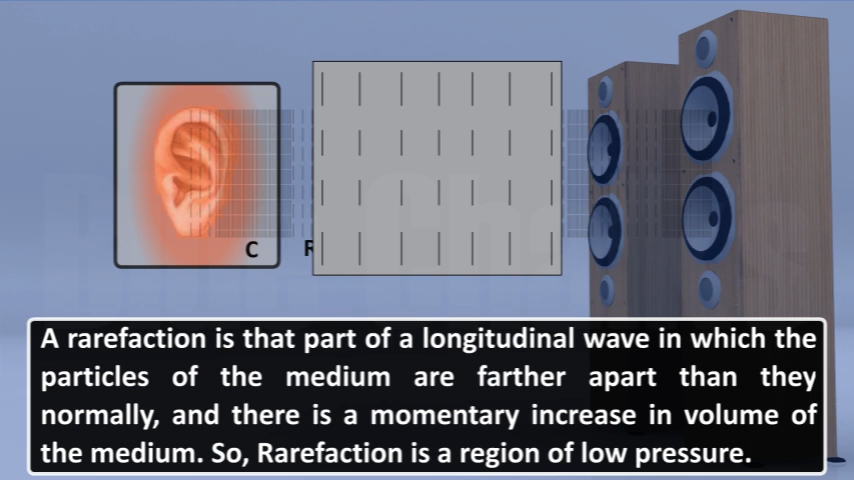 C R
A rarefaction is that part of a longitudinal wave in which the
particles of the medium are farther apart than they
normally, and there is a momentary increase in volume of
the medium. So, Rarefaction is a region of low pressure.